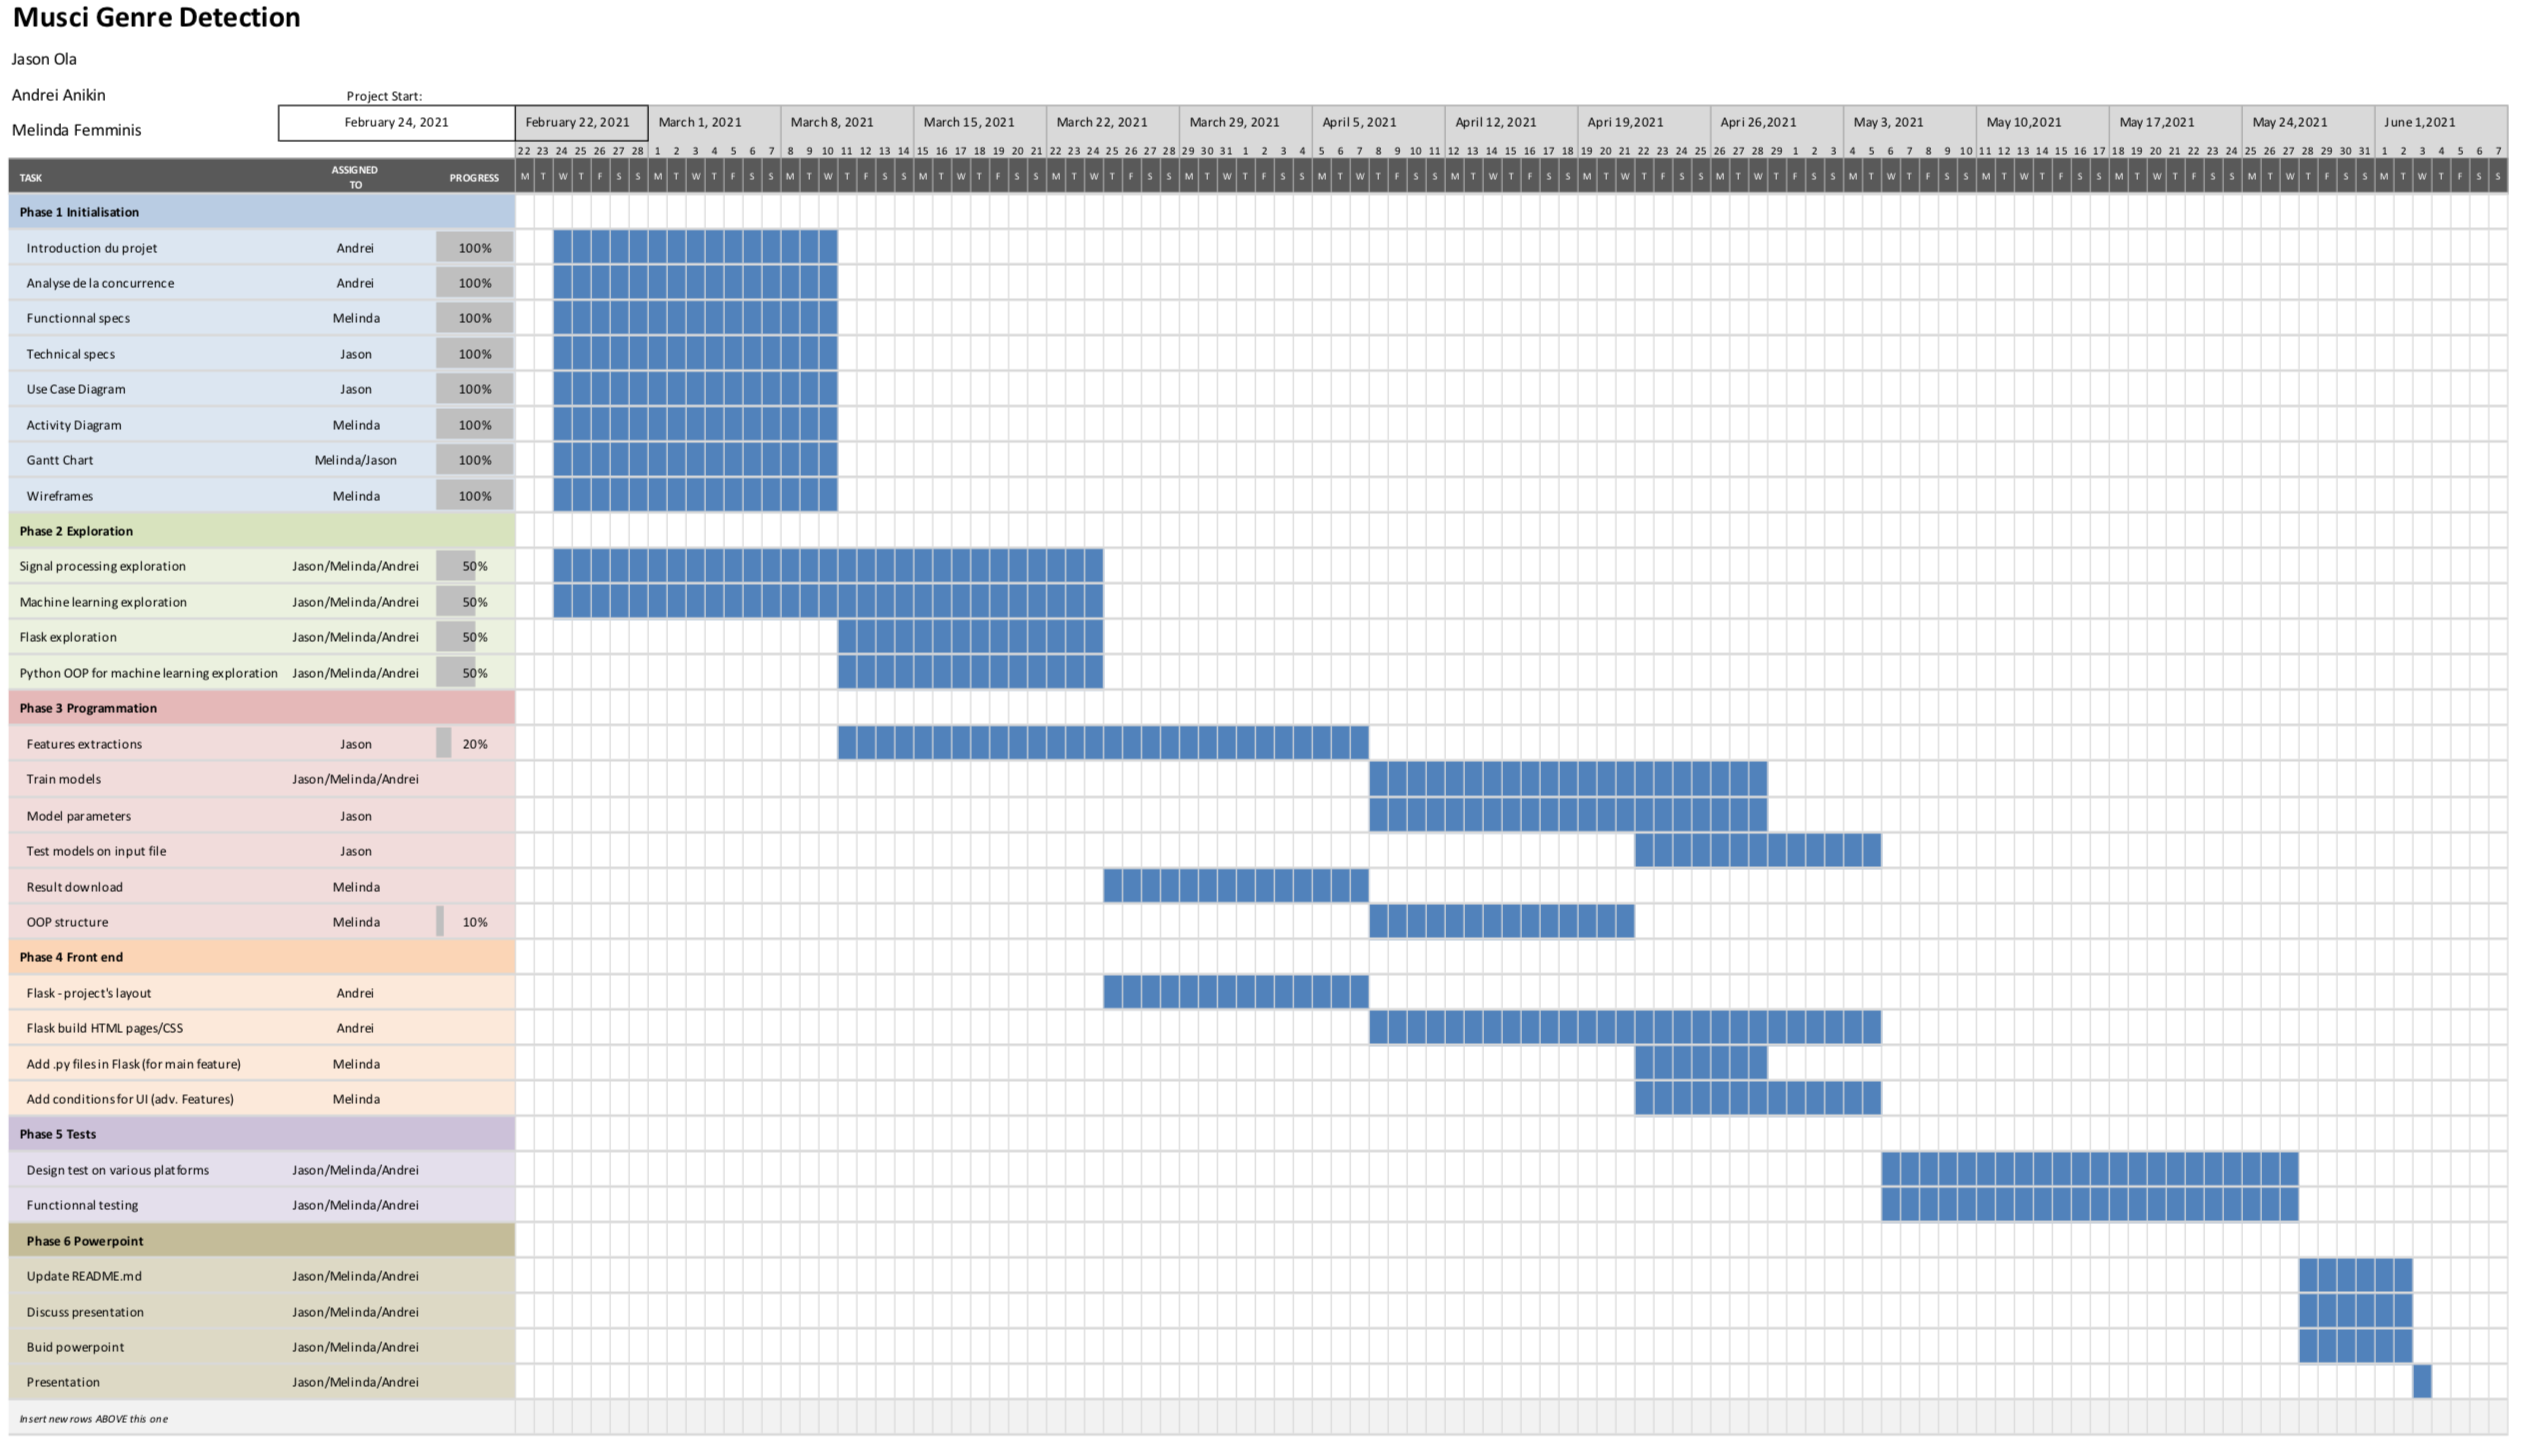 Musci Genre Detection
Jason Ola
Andrei Anikin
Project Start:
Melinda Femminis
February 24, 2021
February 22, 2021 March 1, 2021 March 8, 2021 March 15, 2021 March 22, 2021 March 29, 2021 April 5, 2021 April 12, 2021 Apri 19,2021 Apri 26,2021 May 3, 2021 May 10,2021 May 17,2021 May 24,2021 June 1,2021
22 23 24 25 26 27 28 1 2 3 4 5 6 7 8 9 10 11 12 13 14 15 16 17 18 19 20 21 22 23 24 25 26 27 28 29 30 31 1 2 3 4 5 6 7 8 9 10 11 12 13 14 15 16 17 18 19 20 21 22 23 24 25 26 27 28 29 1 2 3 4 5 6 7 8 9 10 11 12 13 14 15 16 17 18 19 20 21 22 23 24 25 26 27 28 29 30 31 1 2 3 4 5 6 7
TASK ASSIGNED TO PROGRESS M T W T F S S M T W T F S S M T W T F S S M T W T F S S M T W T F S S M T W T F S S M T W T F S S M T W T F S S M T W T F S S M T W T F S S M T W T F S S M T W T F S S M T W T F S S M T W T F S S M T W T F S S
Phase 1 Initialisation
Introduction du projet Andrei 100%
Analyse de la concurrence Andrei 100%
Functionnal specs Melinda 100%
Technical specs Jason 100%
Use Case Diagram Jason 100%
Activity Diagram Melinda 100%
Gantt Chart Melinda/Jason 100%
Wireframes Melinda 100%
Phase 2 Exploration
Signal processing exploration Jason/Melinda/Andrei 50%
Machine learning exploration Jason/Melinda/Andrei 50%
Flask exploration Jason/Melinda/Andrei 50%
Python OOP for machine learning exploration Jason/Melinda/Andrei 50%
Phase 3 Programmation
Features extractions Jason 20%
Train models Jason/Melinda/Andrei
Model parameters Jason
Test models on input file Jason
Result download Melinda
OOP structure Melinda 10%
Phase 4 Front end
Flask - project's layout Andrei
Flask build HTML pages/CSS Andrei
Add .py files in Flask (for main feature) Melinda
Add conditions for UI (adv. Features) Melinda
Phase 5 Tests
Design test on various platforms Jason/Melinda/Andrei
Functionnal testing Jason/Melinda/Andrei
Phase 6 Powerpoint
Update README.md Jason/Melinda/Andrei
Discuss presentation Jason/Melinda/Andrei
Buid powerpoint Jason/Melinda/Andrei
Presentation Jason/Melinda/Andrei
Insert new rows ABOVE this one